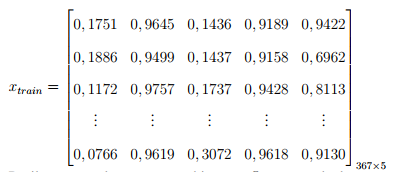 0,1751 0,9645 0,1436 0,9189 0,9422
0,1886 0,9499 0,1437 0,9158 0,6962
x_train = 0,1172 0,9757 0,1737 0,9428 0,8113
⋮ ⋮ ⋮ ⋮ ⋮
0,0766 0,9619 0,3072 0,9618 0,9130
367×5